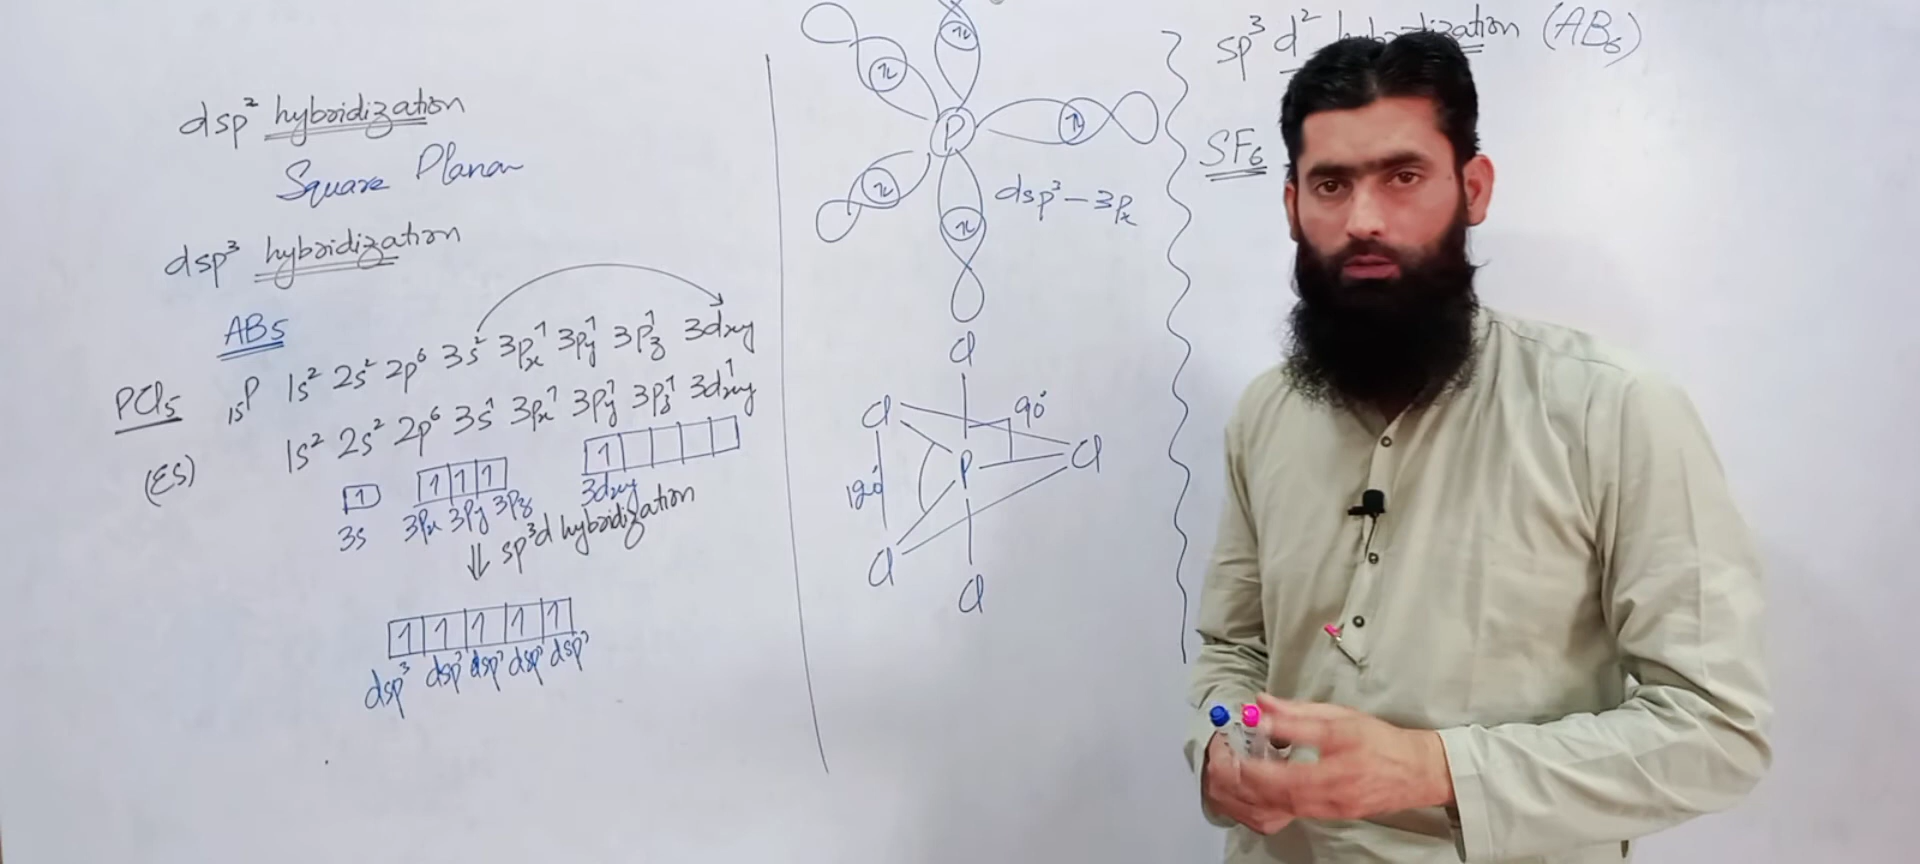 dsp² hybridization
Square Planar
dsp³ hybridization
AB5
PCl5 ₁₅P 1s² 2s² 2p⁶ 3s² 3pₓ¹ 3py¹ 3pz¹ 3dxy
(ES) 1s² 2s² 2p⁶ 3s¹ 3pₓ¹ 3py¹ 3pz¹ 3dxy¹
1 1 1 1 1
3s 3px 3py 3pz 3dxy
⇓ sp³d hybridization
1 1 1 1 1
dsp³ dsp³ dsp³ dsp³ dsp³
P
dsp³ – 3pₓ
Cl
Cl 90°
P Cl
120°
Cl
Cl
sp³d² hybridization (AB₆)
SF₆